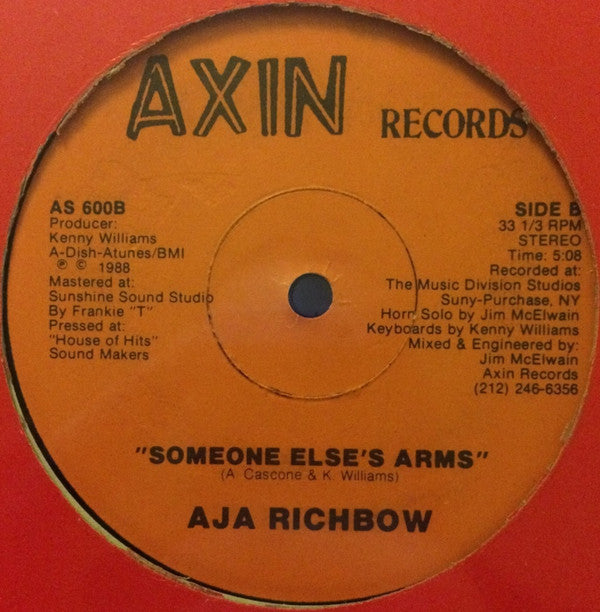 AXIN RECORDS
AS 600B
Producer:
Kenny Williams
A-Dish-Atunes/BMI
℗ © 1988
Mastered at:
Sunshine Sound Studio
By Frankie "T"
Pressed at:
"House of Hits"
Sound Makers
SIDE B
33 1/3 RPM
STEREO
Time: 5:08
Recorded at:
The Music Division Studios
Suny-Purchase, NY
Horn Solo by Jim McElwain
Keyboards by Kenny Williams
Mixed & Engineered by:
Jim McElwain
Axin Records
(212) 246-6356
"SOMEONE ELSE'S ARMS"
(A. Cascone & K. Williams)
AJA RICHBOW